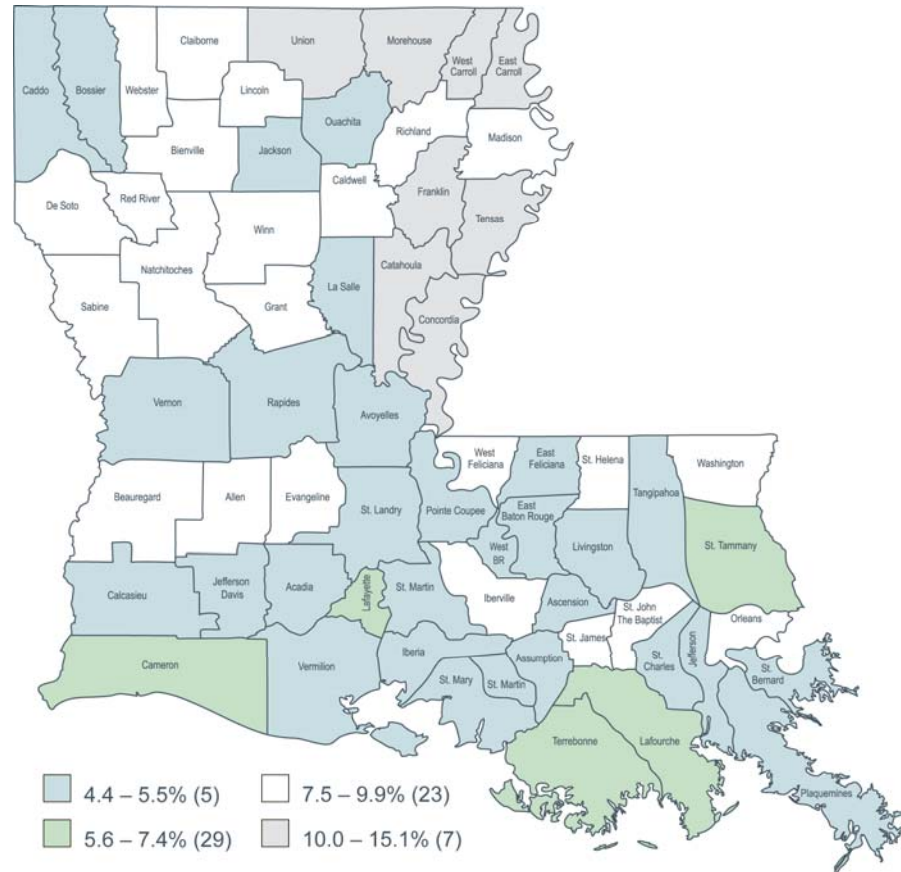 Claiborne
Union
Morehouse
West
Carroll
East
Carroll
Caddo
Bossier
Webster
Lincoln
Ouachita
Richland
Madison
Bienville
Jackson
Caldwell
Franklin
De Soto
Red River
Winn
Tensas
Natchitoches
Catahoula
La Salle
Sabine
Grant
Concordia
Vernon
Rapides
Avoyelles
West
Feliciana
East
Feliciana
St. Helena
Washington
Tangipahoa
Beauregard
Allen
Evangeline
St. Landry
Pointe Coupee
East
Baton Rouge
West
BR
Livingston
St. Tammany
Calcasieu
Jefferson
Davis
Acadia
Lafayette
St. Martin
Iberville
Ascension
St. John
The Baptist
Orleans
Cameron
Vermilion
Iberia
Assumption
St. James
St.
Charles
Jefferson
St.
Bernard
St. Mary
St. Martin
Terrebonne
Lafourche
Plaquemines
4.4 – 5.5% (5)
7.5 – 9.9% (23)
5.6 – 7.4% (29)
10.0 – 15.1% (7)